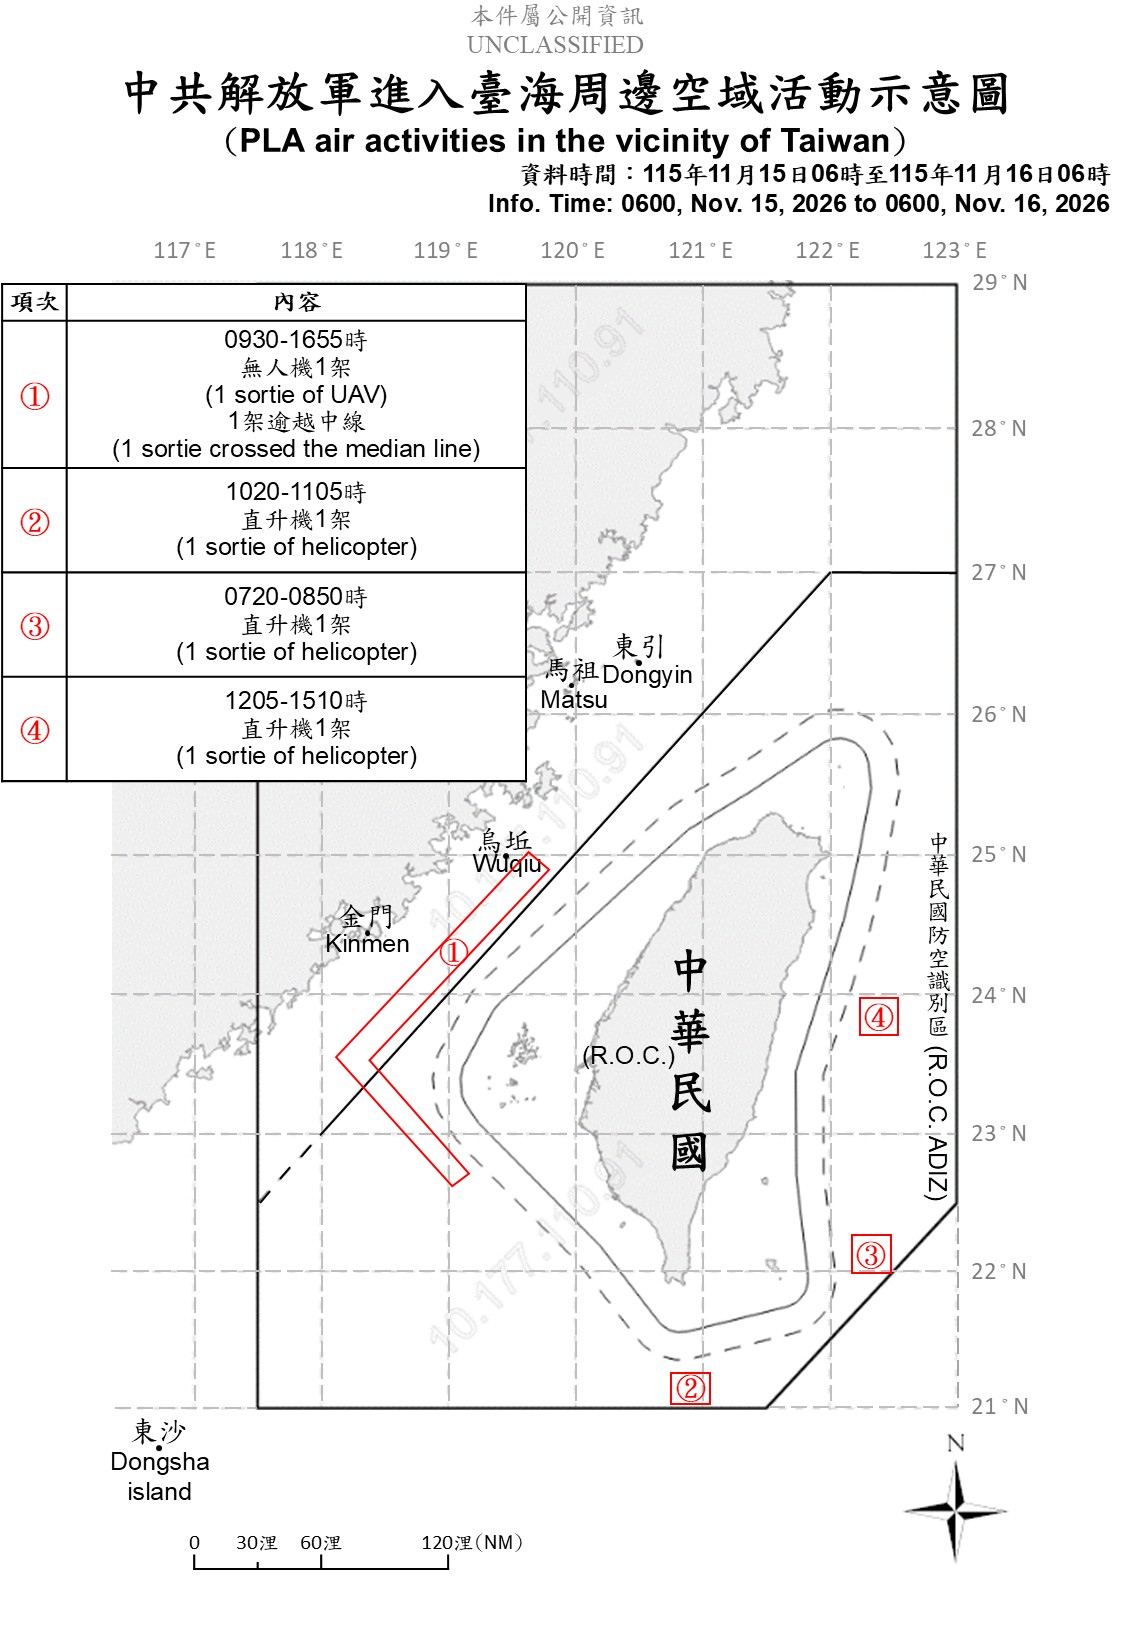 本件屬公開資訊
UNCLASSIFIED
中共解放軍進入臺海周邊空域活動示意圖
（PLA air activities in the vicinity of Taiwan）
資料時間：115年11月15日06時至115年11月16日06時
Info. Time: 0600, Nov. 15, 2026 to 0600, Nov. 16, 2026
117°E 118°E 119°E 120°E 121°E 122°E 123°E
29°N
項次 內容
① 0930-1655時
無人機1架
(1 sortie of UAV)
1架逾越中線
(1 sortie crossed the median line)
② 1020-1105時
直升機1架
(1 sortie of helicopter)
③ 0720-0850時
直升機1架
(1 sortie of helicopter)
④ 1205-1510時
直升機1架
(1 sortie of helicopter)
28°N
27°N
東引
Dongyin
馬祖
Matsu
26°N
烏坵
Wuqiu
25°N
金門
Kinmen
①
24°N
④
中華民國
(R.O.C.)
中華民國防空識別區 (R.O.C. ADIZ)
23°N
③
22°N
②
21°N
東沙
Dongsha
island
N
0 30浬 60浬 120浬(NM)
10.177.110.91
10.177.110.91